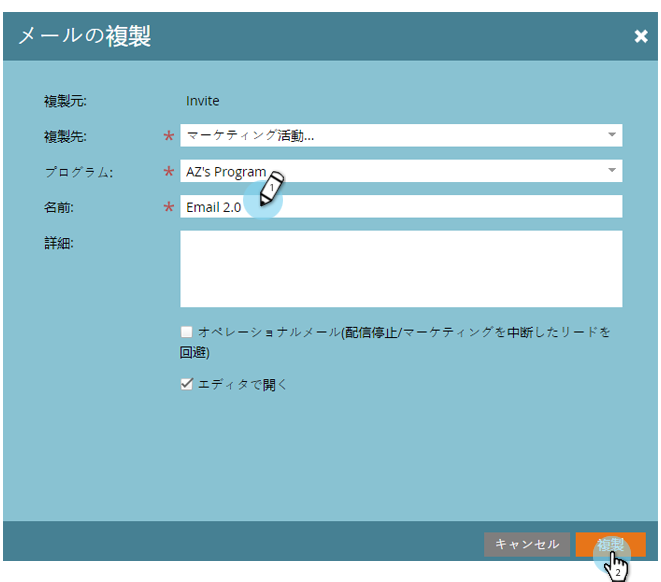 メールの複製
複製元: Invite
複製先: * マーケティング活動...
プログラム: * AZ's Program
1
名前: * Email 2.0
詳細:
オペレーショナルメール(配信停止/マーケティングを中断したリードを
回避)
エディタで開く
キャンセル 複製
2